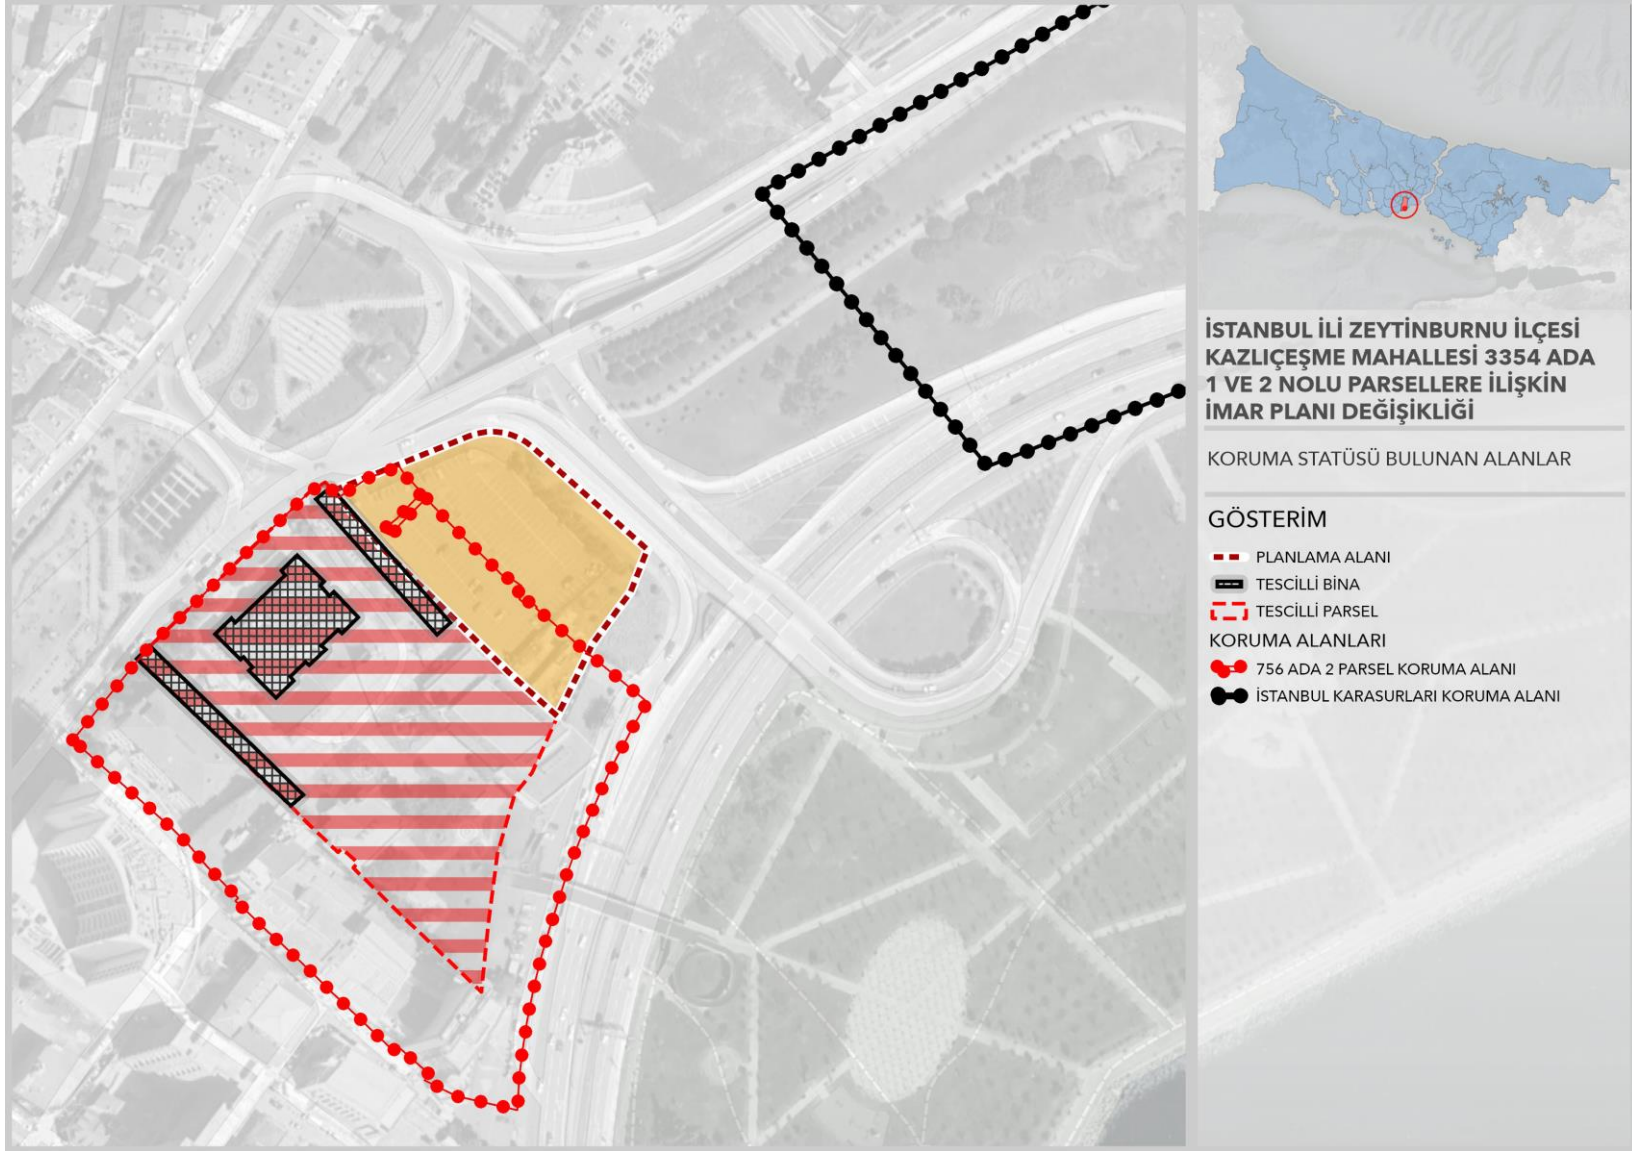 İSTANBUL İLİ ZEYTİNBURNU İLÇESİ
KAZLIÇEŞME MAHALLESİ 3354 ADA
1 VE 2 NOLU PARSELLERE İLİŞKİN
İMAR PLANI DEĞİŞİKLİĞİ
KORUMA STATÜSÜ BULUNAN ALANLAR
GÖSTERİM
PLANLAMA ALANI
TESCİLLİ BİNA
TESCİLLİ PARSEL
KORUMA ALANLARI
756 ADA 2 PARSEL KORUMA ALANI
İSTANBUL KARASURLARI KORUMA ALANI